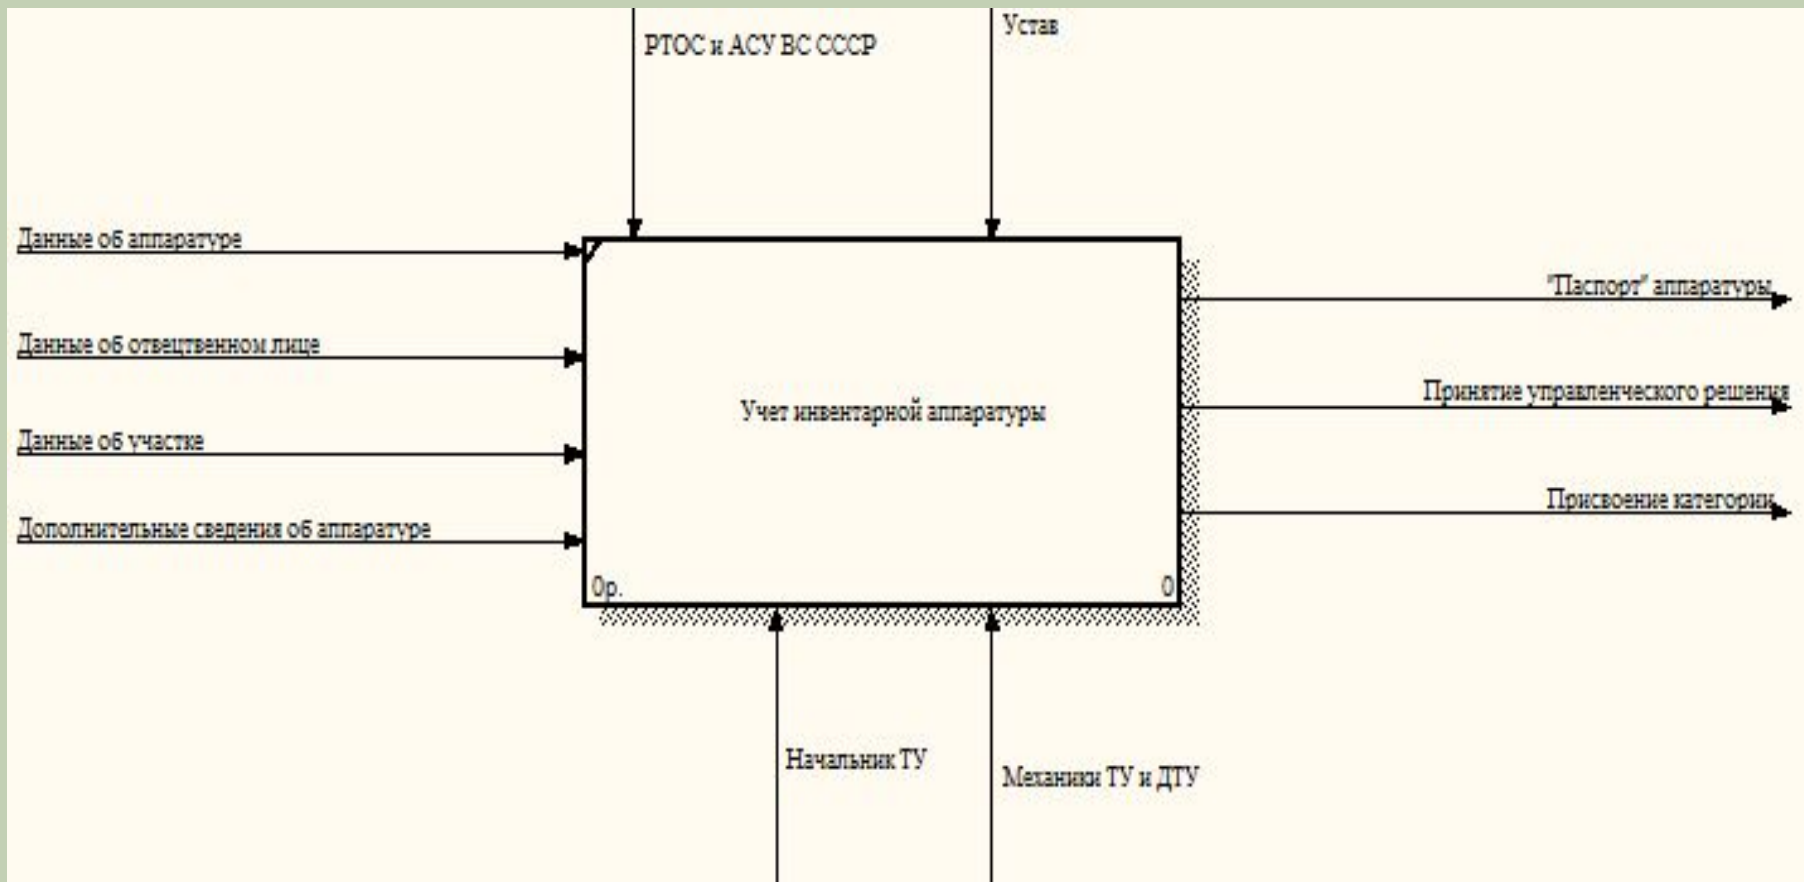 РТОС и АСУ ВС СССР
Устав
Данные об аппаратуре
Данные об отвецтвенном лице
Данные об участке
Дополнительные сведения об аппаратуре
Учет инвентарной аппаратуры
0р.
0
"Паспорт" аппаратуры
Принятие управленческого решения
Присвоение категории
Начальник ТУ
Механики ТУ и ДТУ